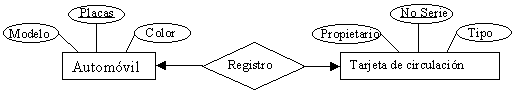 Placas
No Serie
Modelo
Color
Propietario
Tipo
Automóvil
Registro
Tarjeta de circulación